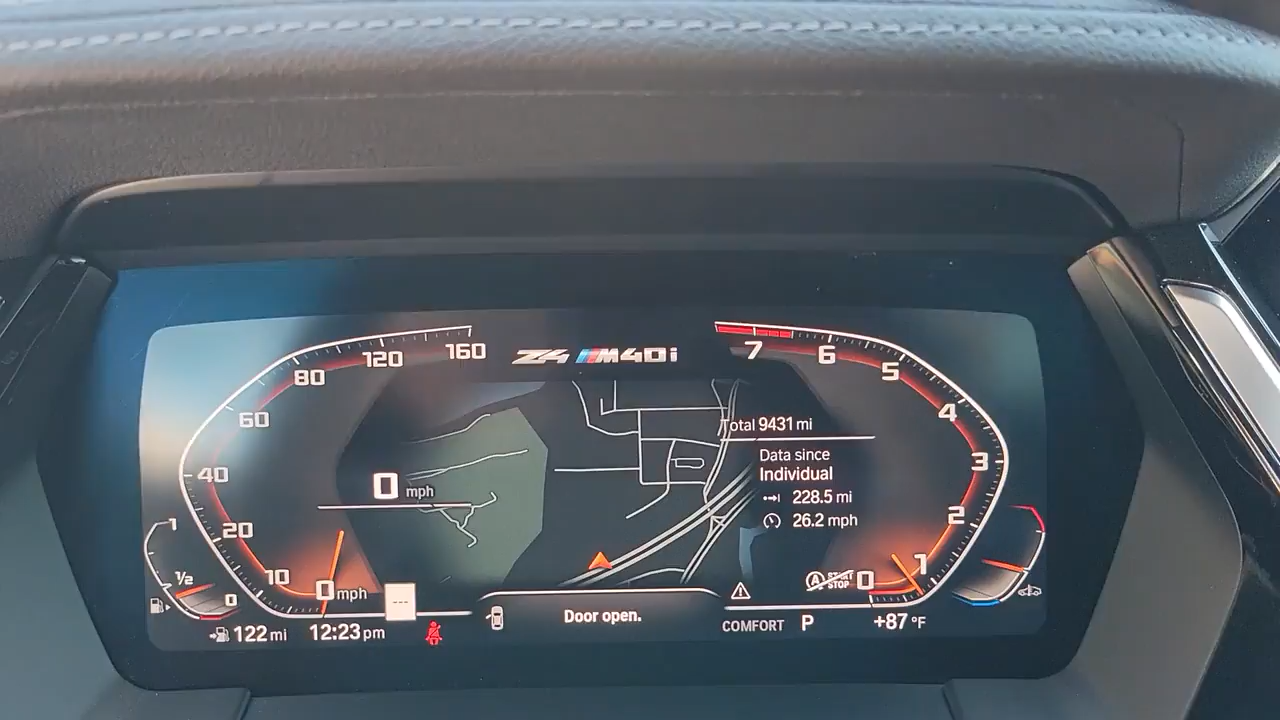 Z4 M40i
160
120
80
60
40
20
10
0 mph
0 mph
7
6
5
4
3
2
1
0
Total 9431 mi
Data since
Individual
228.5 mi
26.2 mph
1
1/2
0
A START
STOP
---
Door open.
122 mi
12:23 pm
COMFORT P
+87 °F